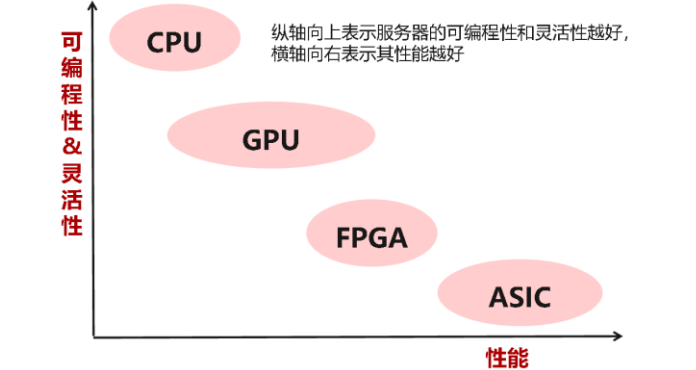 纵轴向上表示服务器的可编程性和灵活性越好，
横轴向右表示其性能越好
可编程性&灵活性
CPU
GPU
FPGA
ASIC
性能